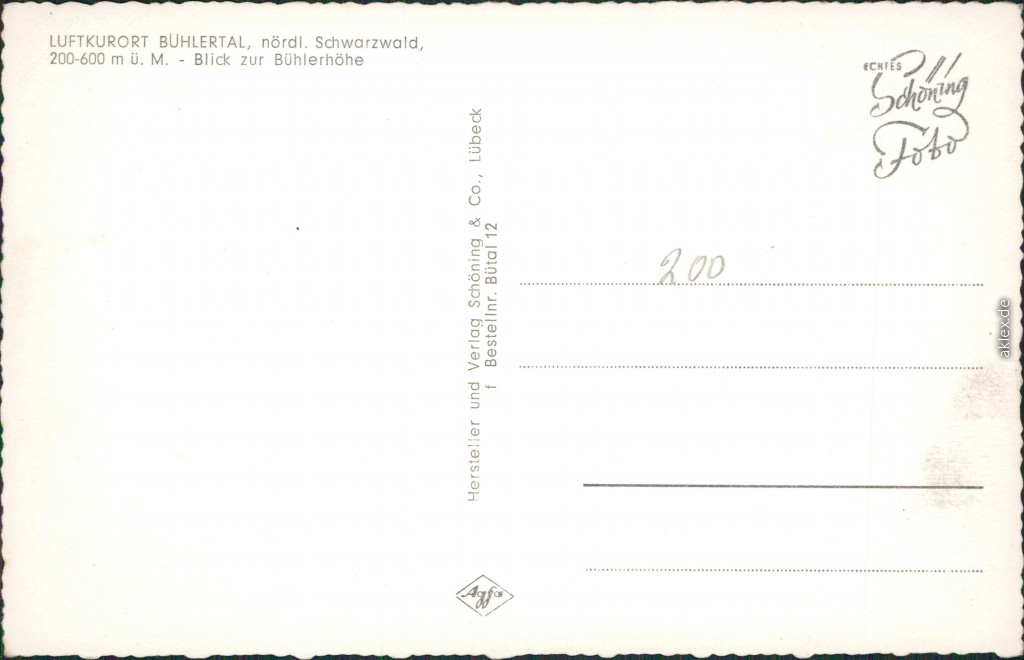 LUFTKURORT BÜHLERTAL, nördl. Schwarzwald,
200-600 m ü. M. - Blick zur Bühlerhöhe
ECHTES
Schöning
Foto
Hersteller und Verlag Schöning & Co., Lübeck
f Bestellnr. Bütal 12
200
aklex.de
Agfa